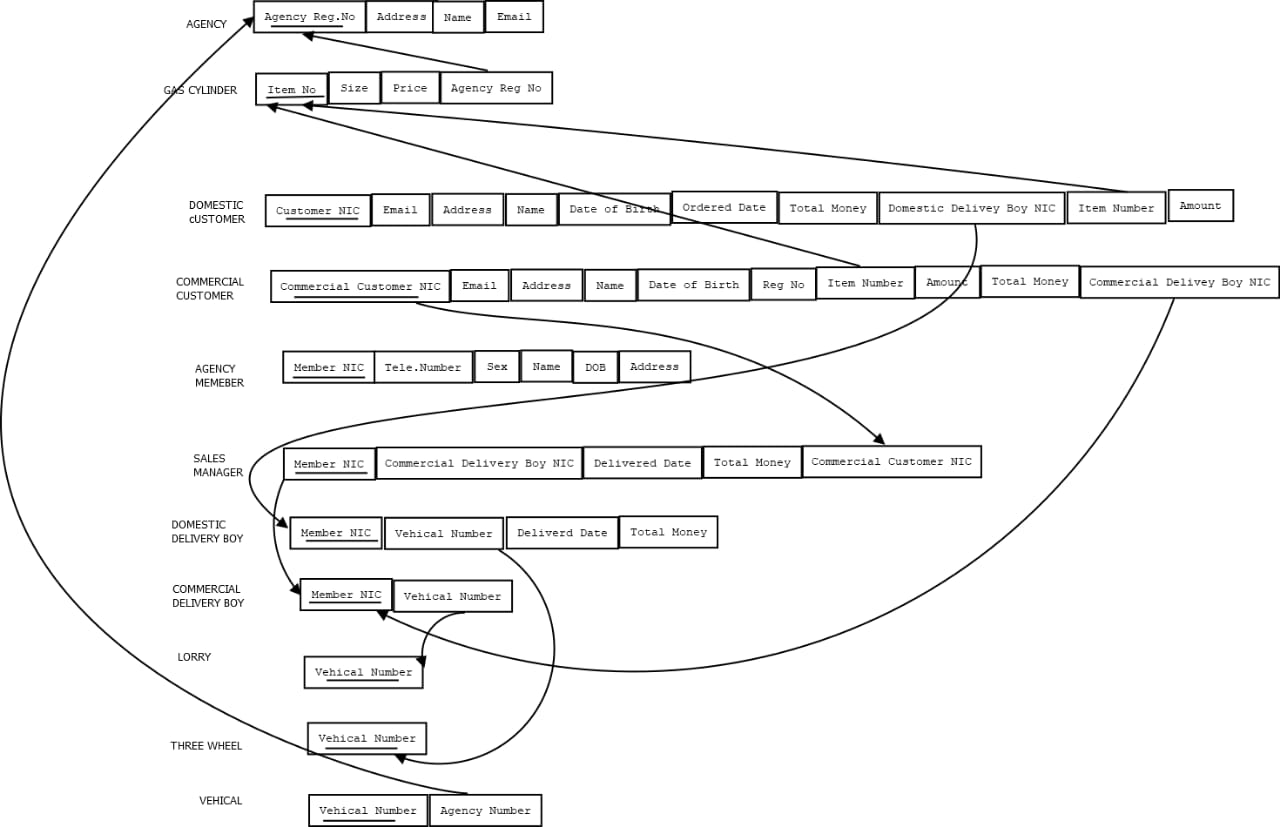 AGENCY Agency Reg.No Address Name Email
GAS CYLINDER Item No Size Price Agency Reg No
DOMESTIC
cUSTOMER Customer NIC Email Address Name Date of Birth Ordered Date Total Money Domestic Delivey Boy NIC Item Number Amount
COMMERCIAL
CUSTOMER Commercial Customer NIC Email Address Name Date of Birth Reg No Item Number Amount Total Money Commercial Delivey Boy NIC
AGENCY
MEMEBER Member NIC Tele.Number Sex Name DOB Address
SALES
MANAGER Member NIC Commercial Delivery Boy NIC Delivered Date Total Money Commercial Customer NIC
DOMESTIC
DELIVERY BOY Member NIC Vehical Number Deliverd Date Total Money
COMMERCIAL
DELIVERY BOY Member NIC Vehical Number
LORRY Vehical Number
THREE WHEEL Vehical Number
VEHICAL Vehical Number Agency Number